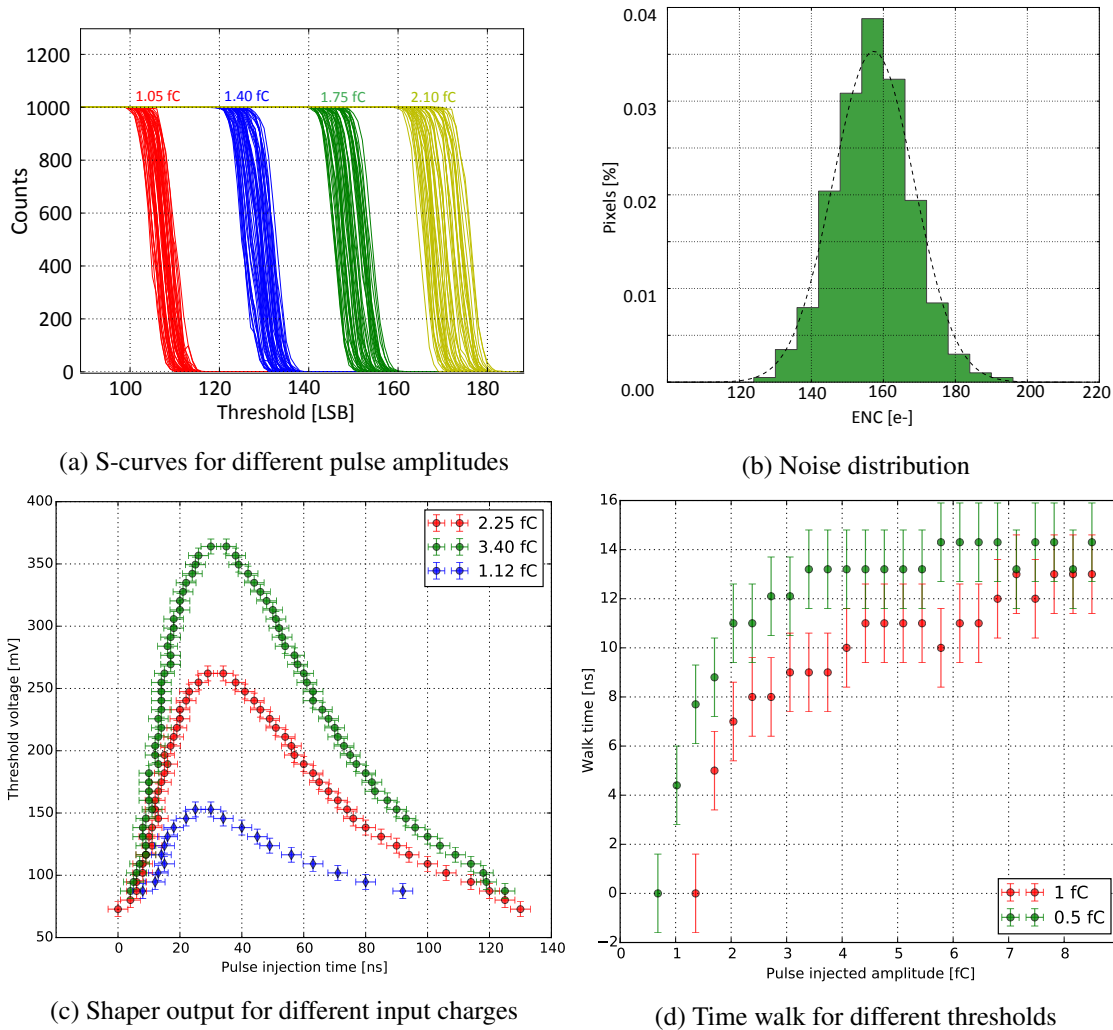 1200
1000
800
600
400
200
0
Counts
1.05 fC 1.40 fC 1.75 fC 2.10 fC
100 120 140 160 180
Threshold [LSB]
(a) S-curves for different pulse amplitudes
0.04
0.03
0.02
0.01
0.00
Pixels [%]
120 140 160 180 200 220
ENC [e-]
(b) Noise distribution
400
350
300
250
200
150
100
50
Threshold voltage [mV]
2.25 fC
3.40 fC
1.12 fC
0 20 40 60 80 100 120 140
Pulse injection time [ns]
(c) Shaper output for different input charges
16
14
12
10
8
6
4
2
0
−2
Walk time [ns]
1 fC
0.5 fC
0 1 2 3 4 5 6 7 8
Pulse injected amplitude [fC]
(d) Time walk for different thresholds